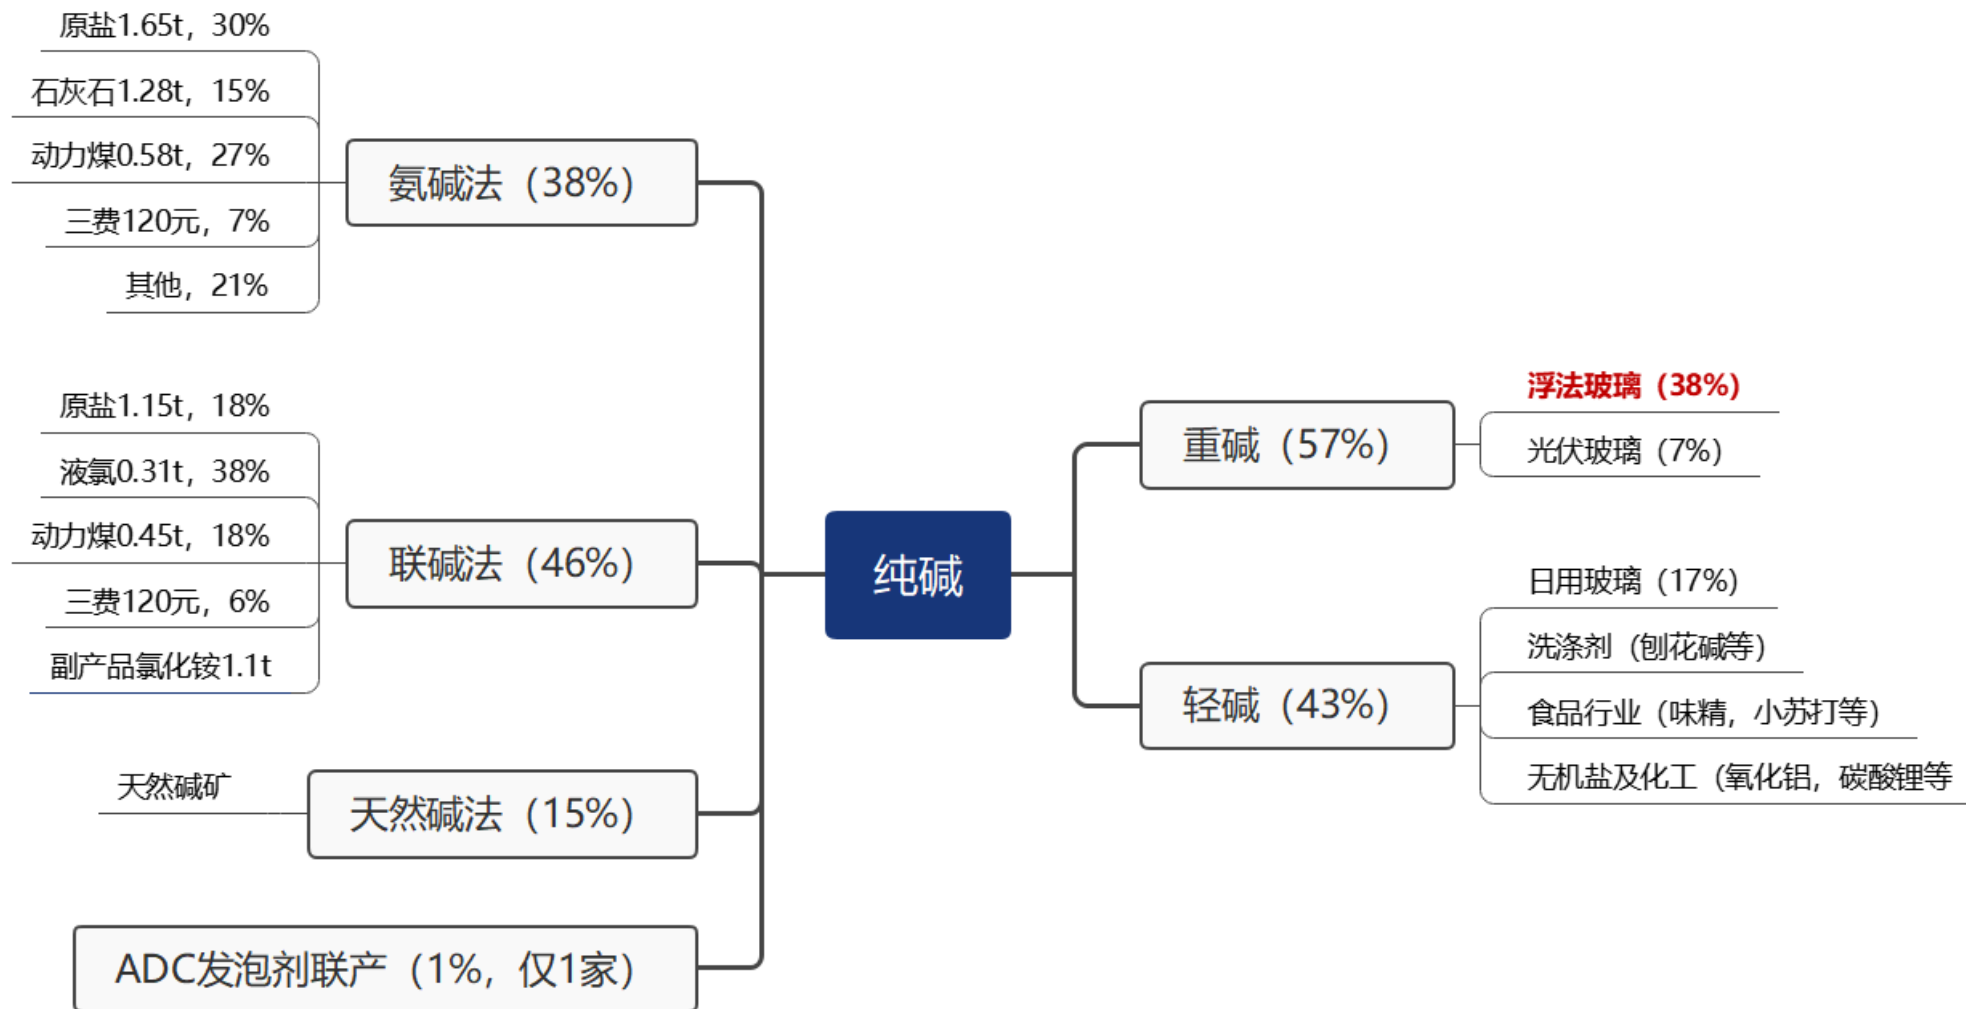 原盐1.65t，30%
石灰石1.28t，15%
动力煤0.58t，27%
三费120元，7%
其他，21%
氨碱法（38%）
原盐1.15t，18%
液氯0.31t，38%
动力煤0.45t，18%
三费120元，6%
副产品氯化铵1.1t
联碱法（46%）
天然碱矿
天然碱法（15%）
ADC发泡剂联产（1%，仅1家）
纯碱
重碱（57%）
浮法玻璃（38%）
光伏玻璃（7%）
轻碱（43%）
日用玻璃（17%）
洗涤剂（刨花碱等）
食品行业（味精，小苏打等）
无机盐及化工（氧化铝，碳酸锂等